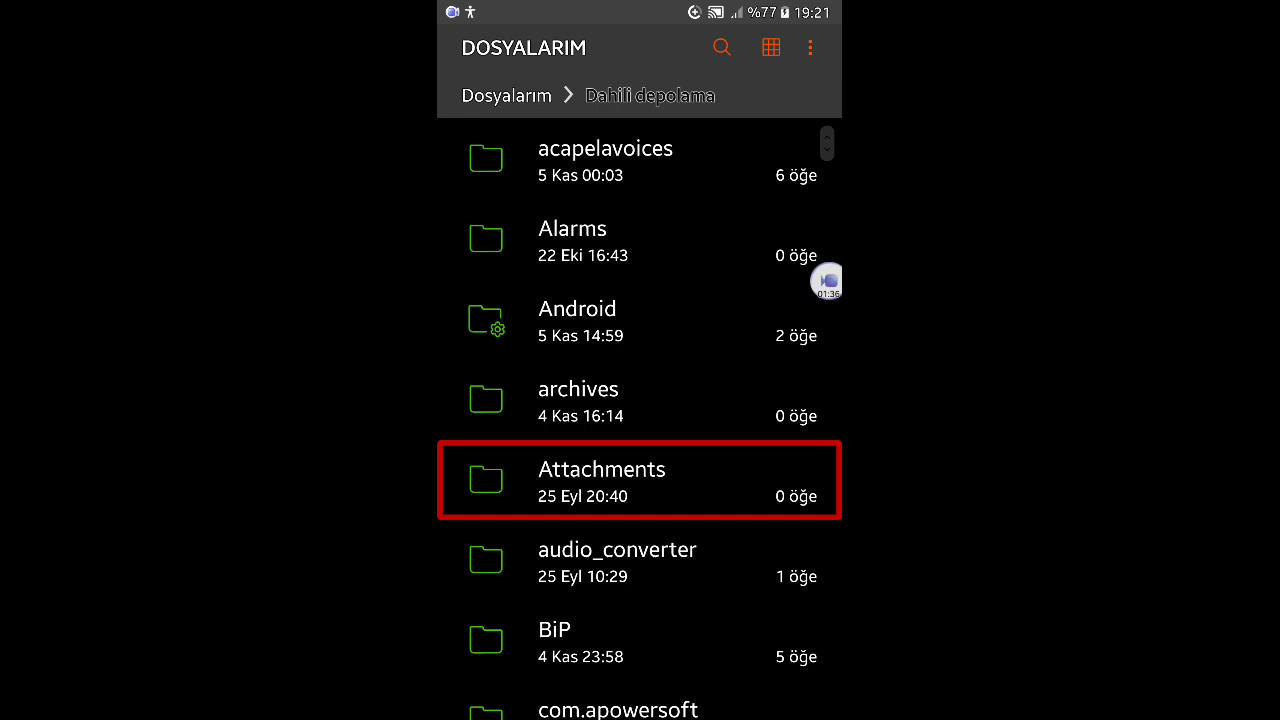 %77 19:21
DOSYALARIM
Dosyalarım Dahili depolama
acapelavoices
5 Kas 00:03 6 öğe
Alarms
22 Eki 16:43 0 öğe
01:36
Android
5 Kas 14:59 2 öğe
archives
4 Kas 16:14 0 öğe
Attachments
25 Eyl 20:40 0 öğe
audio_converter
25 Eyl 10:29 1 öğe
BiP
4 Kas 23:58 5 öğe
com.apowersoft